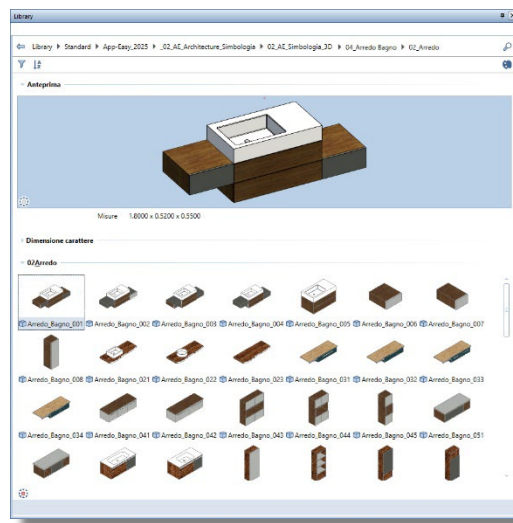 Library
Library Standard App-Easy_2025 _02_AE_Architecture_Simbologia 02_AE_Simbologia_3D 04_Arredo Bagno 02_Arredo
Anteprima
Misure 1.8000 x 0.5200 x 0.5500
Dimensione carattere
02Arredo
Arredo_Bagno_001 Arredo_Bagno_002 Arredo_Bagno_003 Arredo_Bagno_004 Arredo_Bagno_005 Arredo_Bagno_006 Arredo_Bagno_007
Arredo_Bagno_008 Arredo_Bagno_021 Arredo_Bagno_022 Arredo_Bagno_023 Arredo_Bagno_031 Arredo_Bagno_032 Arredo_Bagno_033
Arredo_Bagno_034 Arredo_Bagno_041 Arredo_Bagno_042 Arredo_Bagno_043 Arredo_Bagno_044 Arredo_Bagno_045 Arredo_Bagno_051